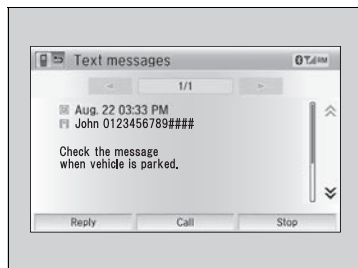 Text messages
1/1
Aug. 22 03:33 PM
John 0123456789####
Check the message
when vehicle is parked.
Reply Call Stop